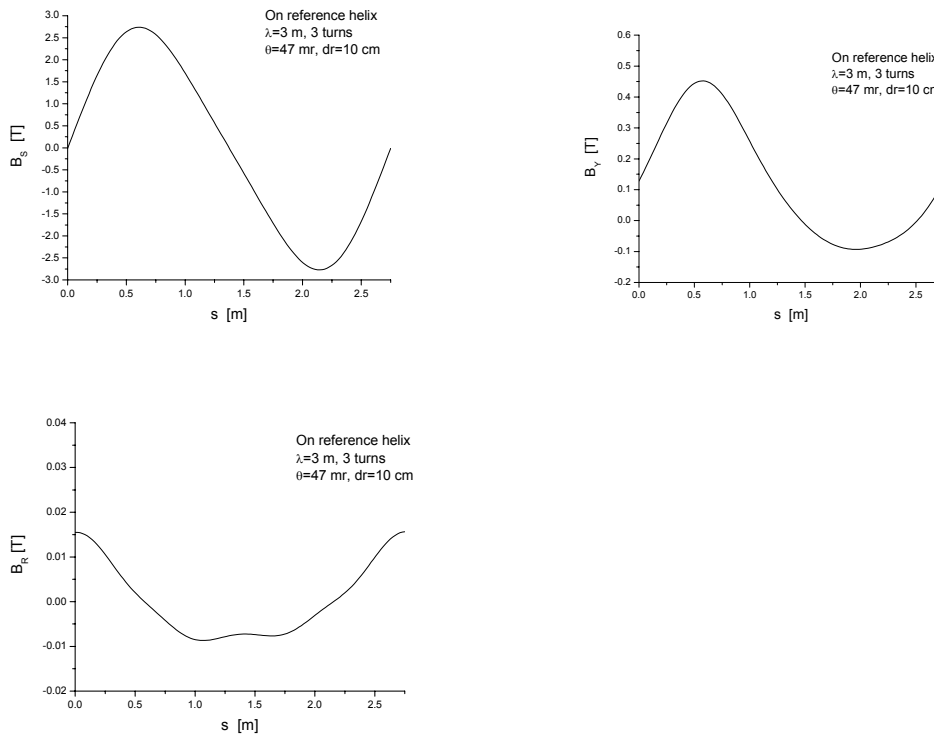 On reference helix
λ=3 m, 3 turns
θ=47 mr, dr=10 cm
3.0
2.5
2.0
1.5
1.0
0.5
0.0
-0.5
-1.0
-1.5
-2.0
-2.5
-3.0
B_S [T]
0.0 0.5 1.0 1.5 2.0 2.5
s [m]
On reference helix
λ=3 m, 3 turns
θ=47 mr, dr=10 cm
0.6
0.5
0.4
0.3
0.2
0.1
0.0
-0.1
-0.2
B_Y [T]
0.0 0.5 1.0 1.5 2.0 2.5
s [m]
On reference helix
λ=3 m, 3 turns
θ=47 mr, dr=10 cm
0.04
0.03
0.02
0.01
0.00
-0.01
-0.02
B_R [T]
0.0 0.5 1.0 1.5 2.0 2.5
s [m]